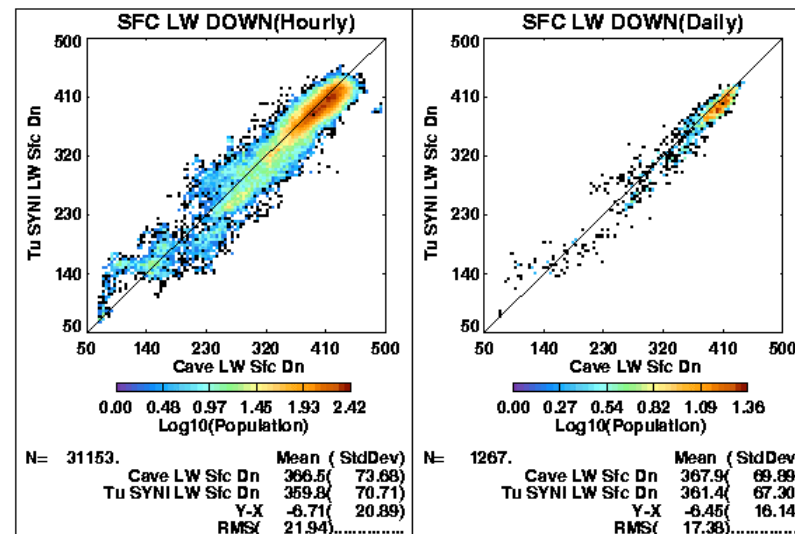 SFC LW DOWN(Hourly)
500
410
320
230
140
50
Tu SYNI LW Sfc Dn
50 140 230 320 410 500
Cave LW Sfc Dn
0.00 0.48 0.97 1.45 1.93 2.42
Log10(Population)
N= 31153. Mean ( StdDev)
Cave LW Sfc Dn 366.5( 73.68)
Tu SYNI LW Sfc Dn 359.8( 70.71)
Y-X -6.71( 20.89)
RMS( 21.94)..............
SFC LW DOWN(Daily)
500
410
320
230
140
50
Tu SYNI LW Sfc Dn
50 140 230 320 410 500
Cave LW Sfc Dn
0.00 0.27 0.54 0.82 1.09 1.36
Log10(Population)
N= 1267. Mean ( StdDev)
Cave LW Sfc Dn 367.9( 69.89)
Tu SYNI LW Sfc Dn 361.4( 67.30)
Y-X -6.45( 16.14)
RMS( 17.38)..............